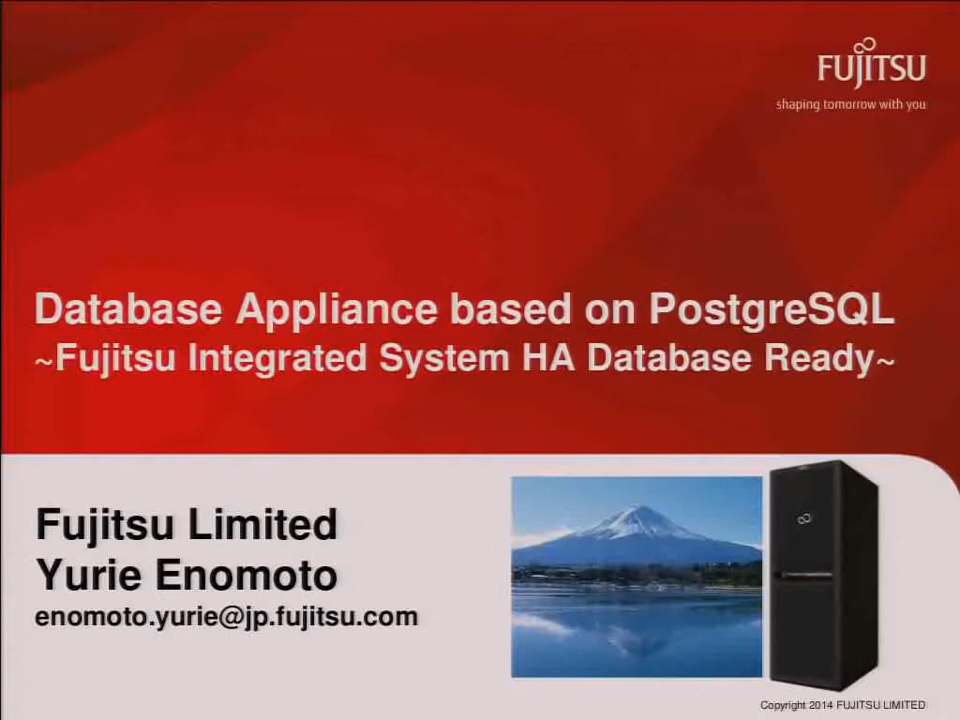 FUJITSU
shaping tomorrow with you
Database Appliance based on PostgreSQL
~Fujitsu Integrated System HA Database Ready~
Fujitsu Limited
Yurie Enomoto
enomoto.yurie@jp.fujitsu.com
Copyright 2014 FUJITSU LIMITED